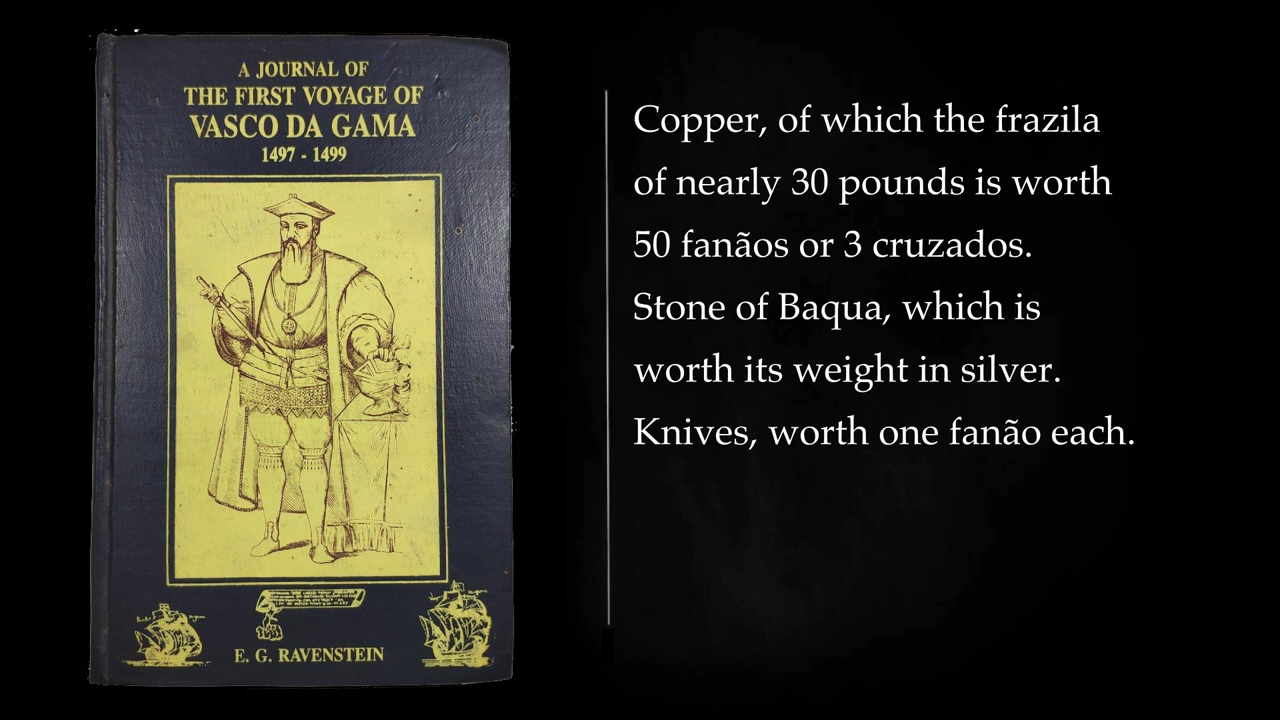 A JOURNAL OF
THE FIRST VOYAGE OF
VASCO DA GAMA
1497 - 1499
E. G. RAVENSTEIN
Copper, of which the frazila
of nearly 30 pounds is worth
50 fanãos or 3 cruzados.
Stone of Baqua, which is
worth its weight in silver.
Knives, worth one fanão each.